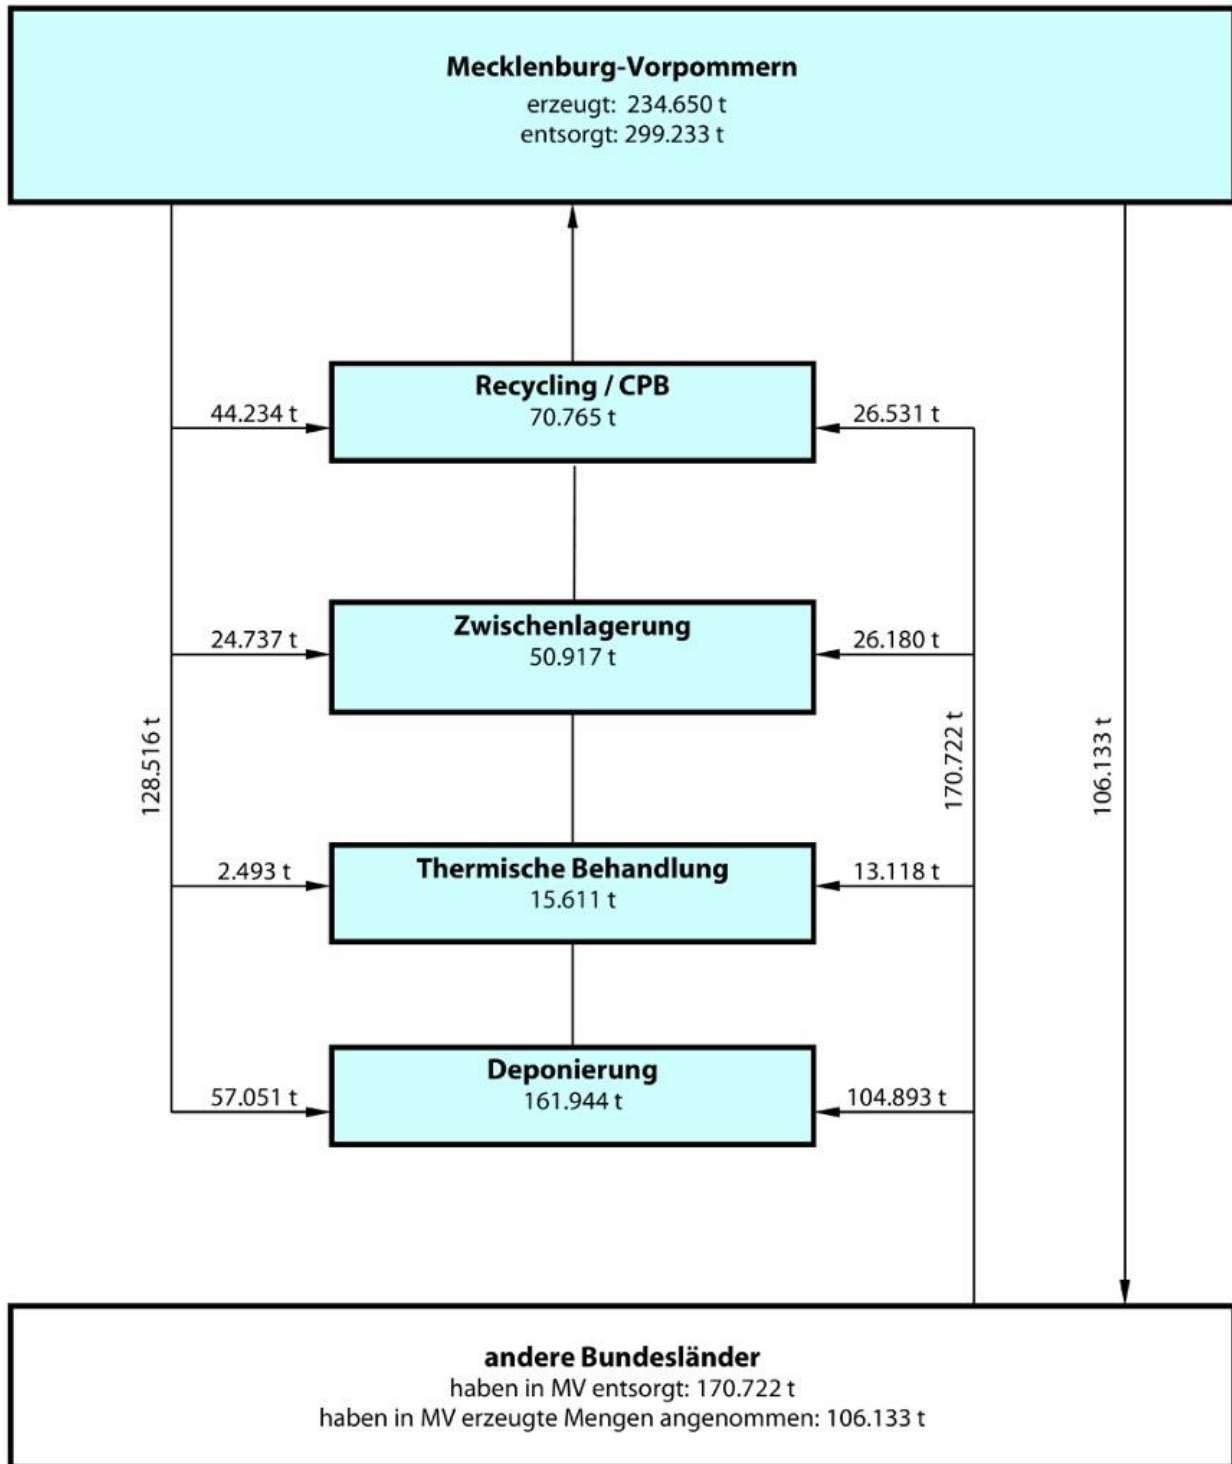 Mecklenburg-Vorpommern
erzeugt: 234.650 t
entsorgt: 299.233 t
Recycling / CPB
70.765 t
44.234 t
26.531 t
Zwischenlagerung
50.917 t
24.737 t
26.180 t
128.516 t
170.722 t
106.133 t
Thermische Behandlung
15.611 t
2.493 t
13.118 t
Deponierung
161.944 t
57.051 t
104.893 t
andere Bundesländer
haben in MV entsorgt: 170.722 t
haben in MV erzeugte Mengen angenommen: 106.133 t